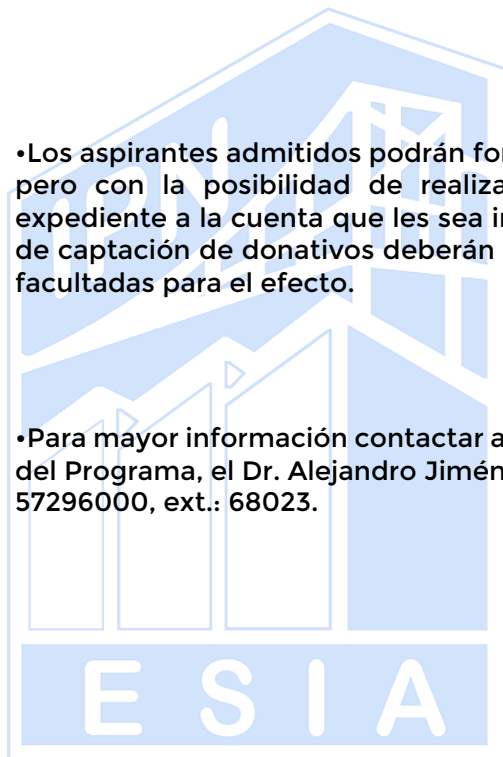 •Los aspirantes admitidos podrán for
pero con la posibilidad de realiza
expediente a la cuenta que les sea i
de captación de donativos deberán
facultadas para el efecto.
•Para mayor información contactar a
del Programa, el Dr. Alejandro Jimén
57296000, ext.: 68023.
IPN
ESIA